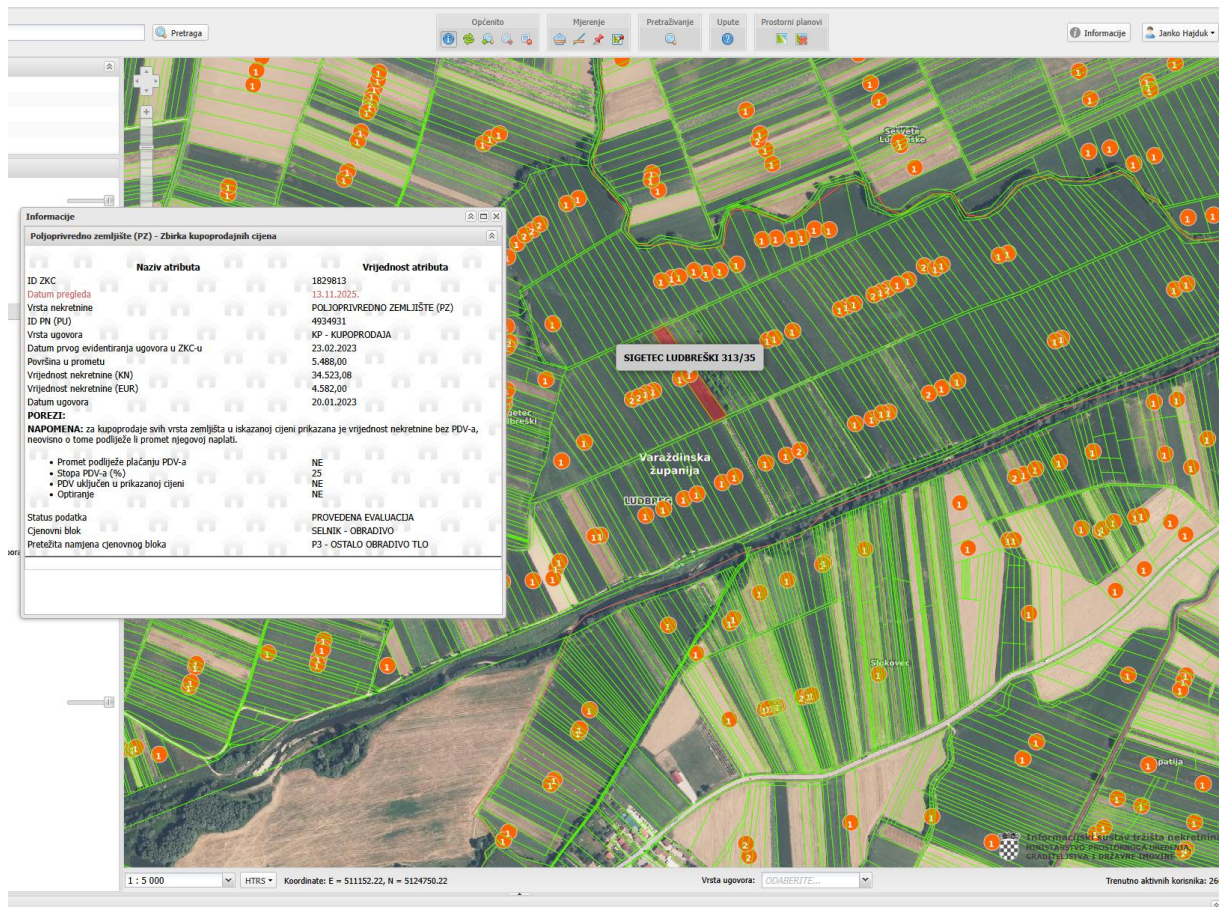 Općenito
Mjerenje
Pretraživanje
Upute
Prostorni planovi
Pretraga
Informacije
Janko Hajduk
Sesvete
Ludbreške
Informacije
Poljoprivredno zemljište (PZ) - Zbirka kupoprodajnih cijena
Naziv atributa Vrijednost atributa
ID ZKC 1829813
Datum pregleda 13.11.2025.
Vrsta nekretnine POLJOPRIVREDNO ZEMLJIŠTE (PZ)
ID PN (PU) 4934931
Vrsta ugovora KP - KUPOPRODAJA
Datum prvog evidentiranja ugovora u ZKC-u 23.02.2023
Površina u prometu 5.488,00
Vrijednost nekretnine (KN) 34.523,08
Vrijednost nekretnine (EUR) 4.582,00
Datum ugovora 20.01.2023
POREZI:
NAPOMENA: za kupoprodaje svih vrsta zemljišta u iskazanoj cijeni prikazana je vrijednost nekretnine bez PDV-a,
neovisno o tome podliježe li promet njegovoj naplati.
• Promet podliježe plaćanju PDV-a NE
• Stopa PDV-a (%) 25
• PDV uključen u prikazanoj cijeni NE
• Optiranje NE
Status podatka PROVEDENA EVALUACIJA
Cjenovni blok SELNIK - OBRADIVO
Pretežita namjena cjenovnog bloka P3 - OSTALO OBRADIVO TLO
SIGETEC LUDBREŠKI 313/35
Varaždinska
županija
LUDBREG
Slokovec
patija
Informacijski sustav tržišta nekretnina
MINISTARSTVO PROSTORNOGA UREĐENJA,
GRADITELJSTVA I DRŽAVNE IMOVINE
1 : 5 000
HTRS
Koordinate: E = 511152.22, N = 5124750.22
Vrsta ugovora: ODABERITE...
Trenutno aktivnih korisnika: 26